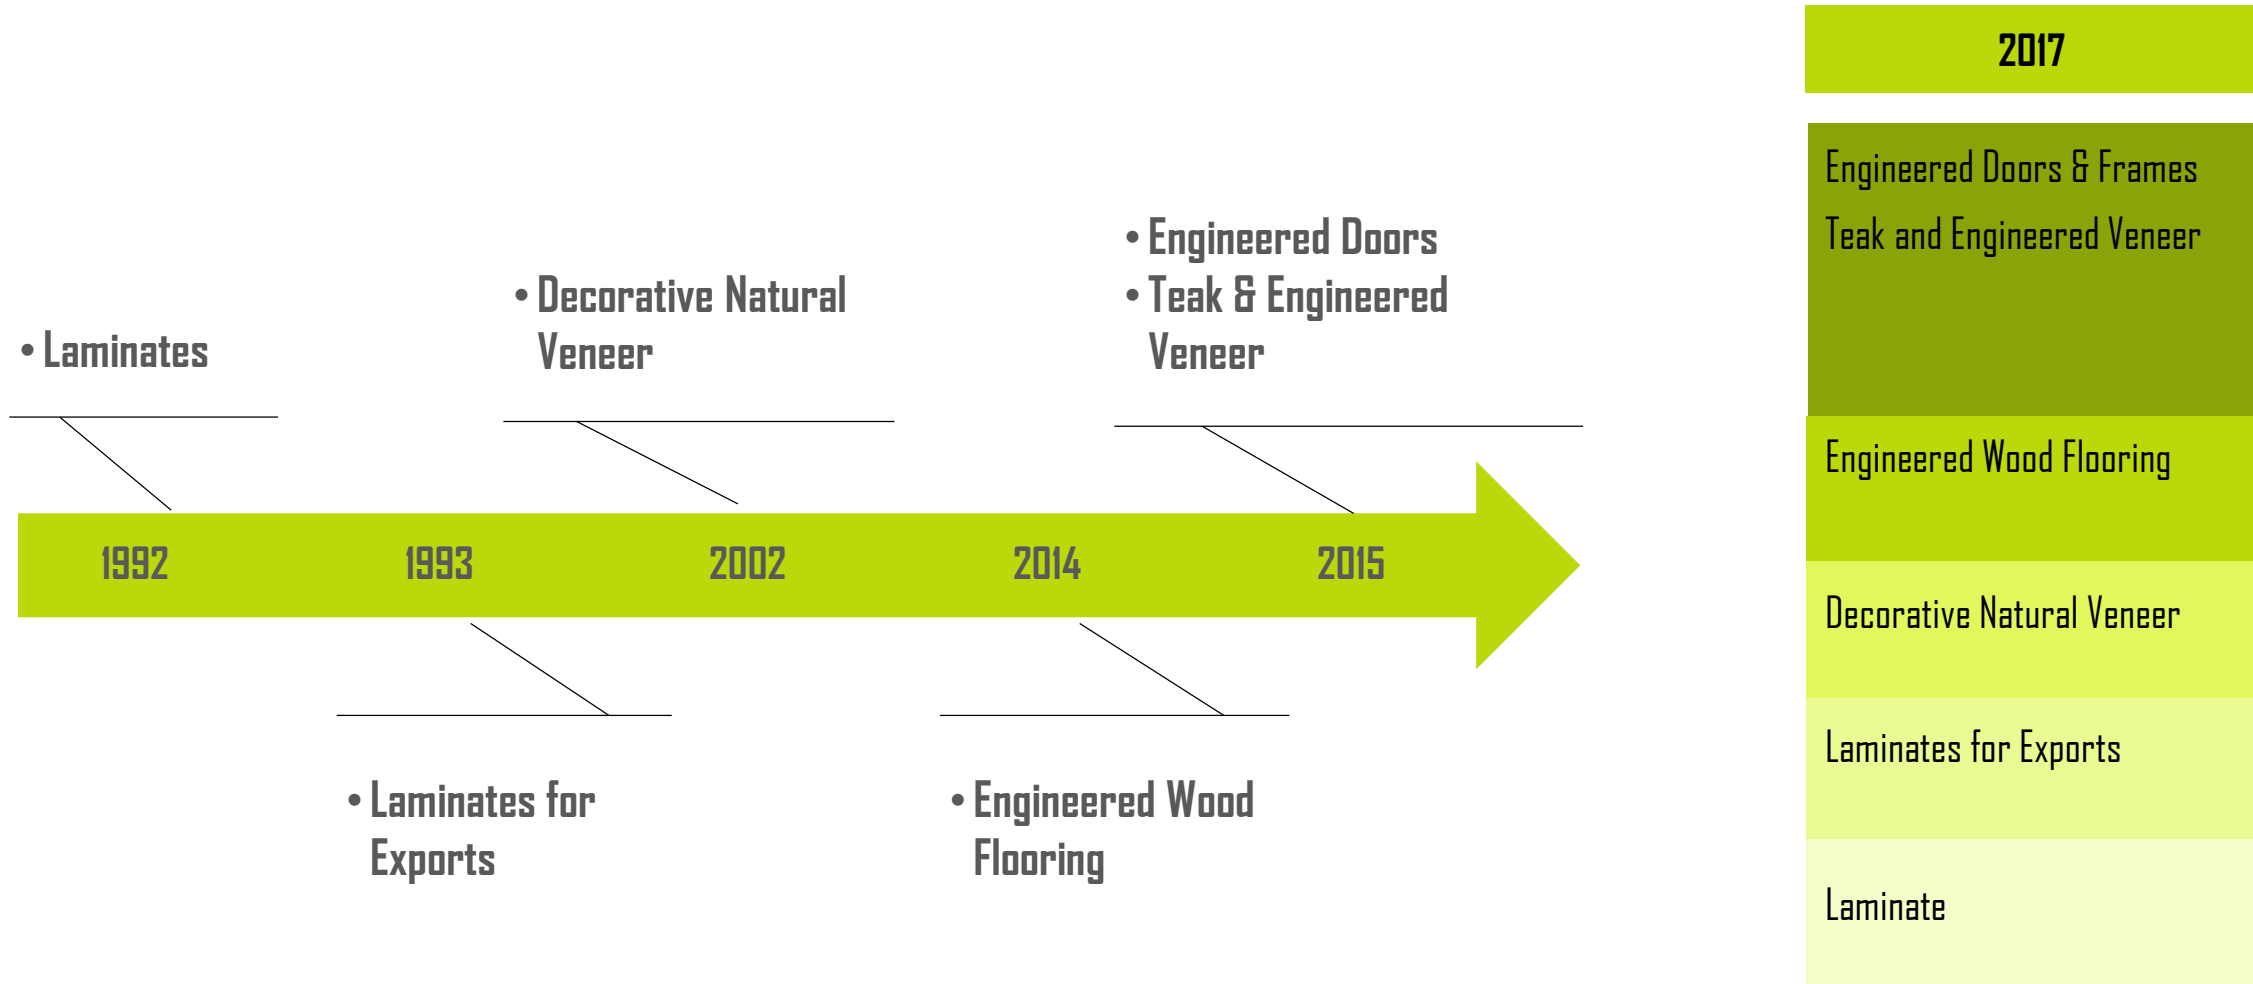 2017
Engineered Doors & Frames
Teak and Engineered Veneer
• Engineered Doors
• Teak & Engineered
Veneer
• Decorative Natural
Veneer
• Laminates
Engineered Wood Flooring
1992
1993
2002
2014
2015
Decorative Natural Veneer
Laminates for Exports
• Laminates for
Exports
• Engineered Wood
Flooring
Laminate